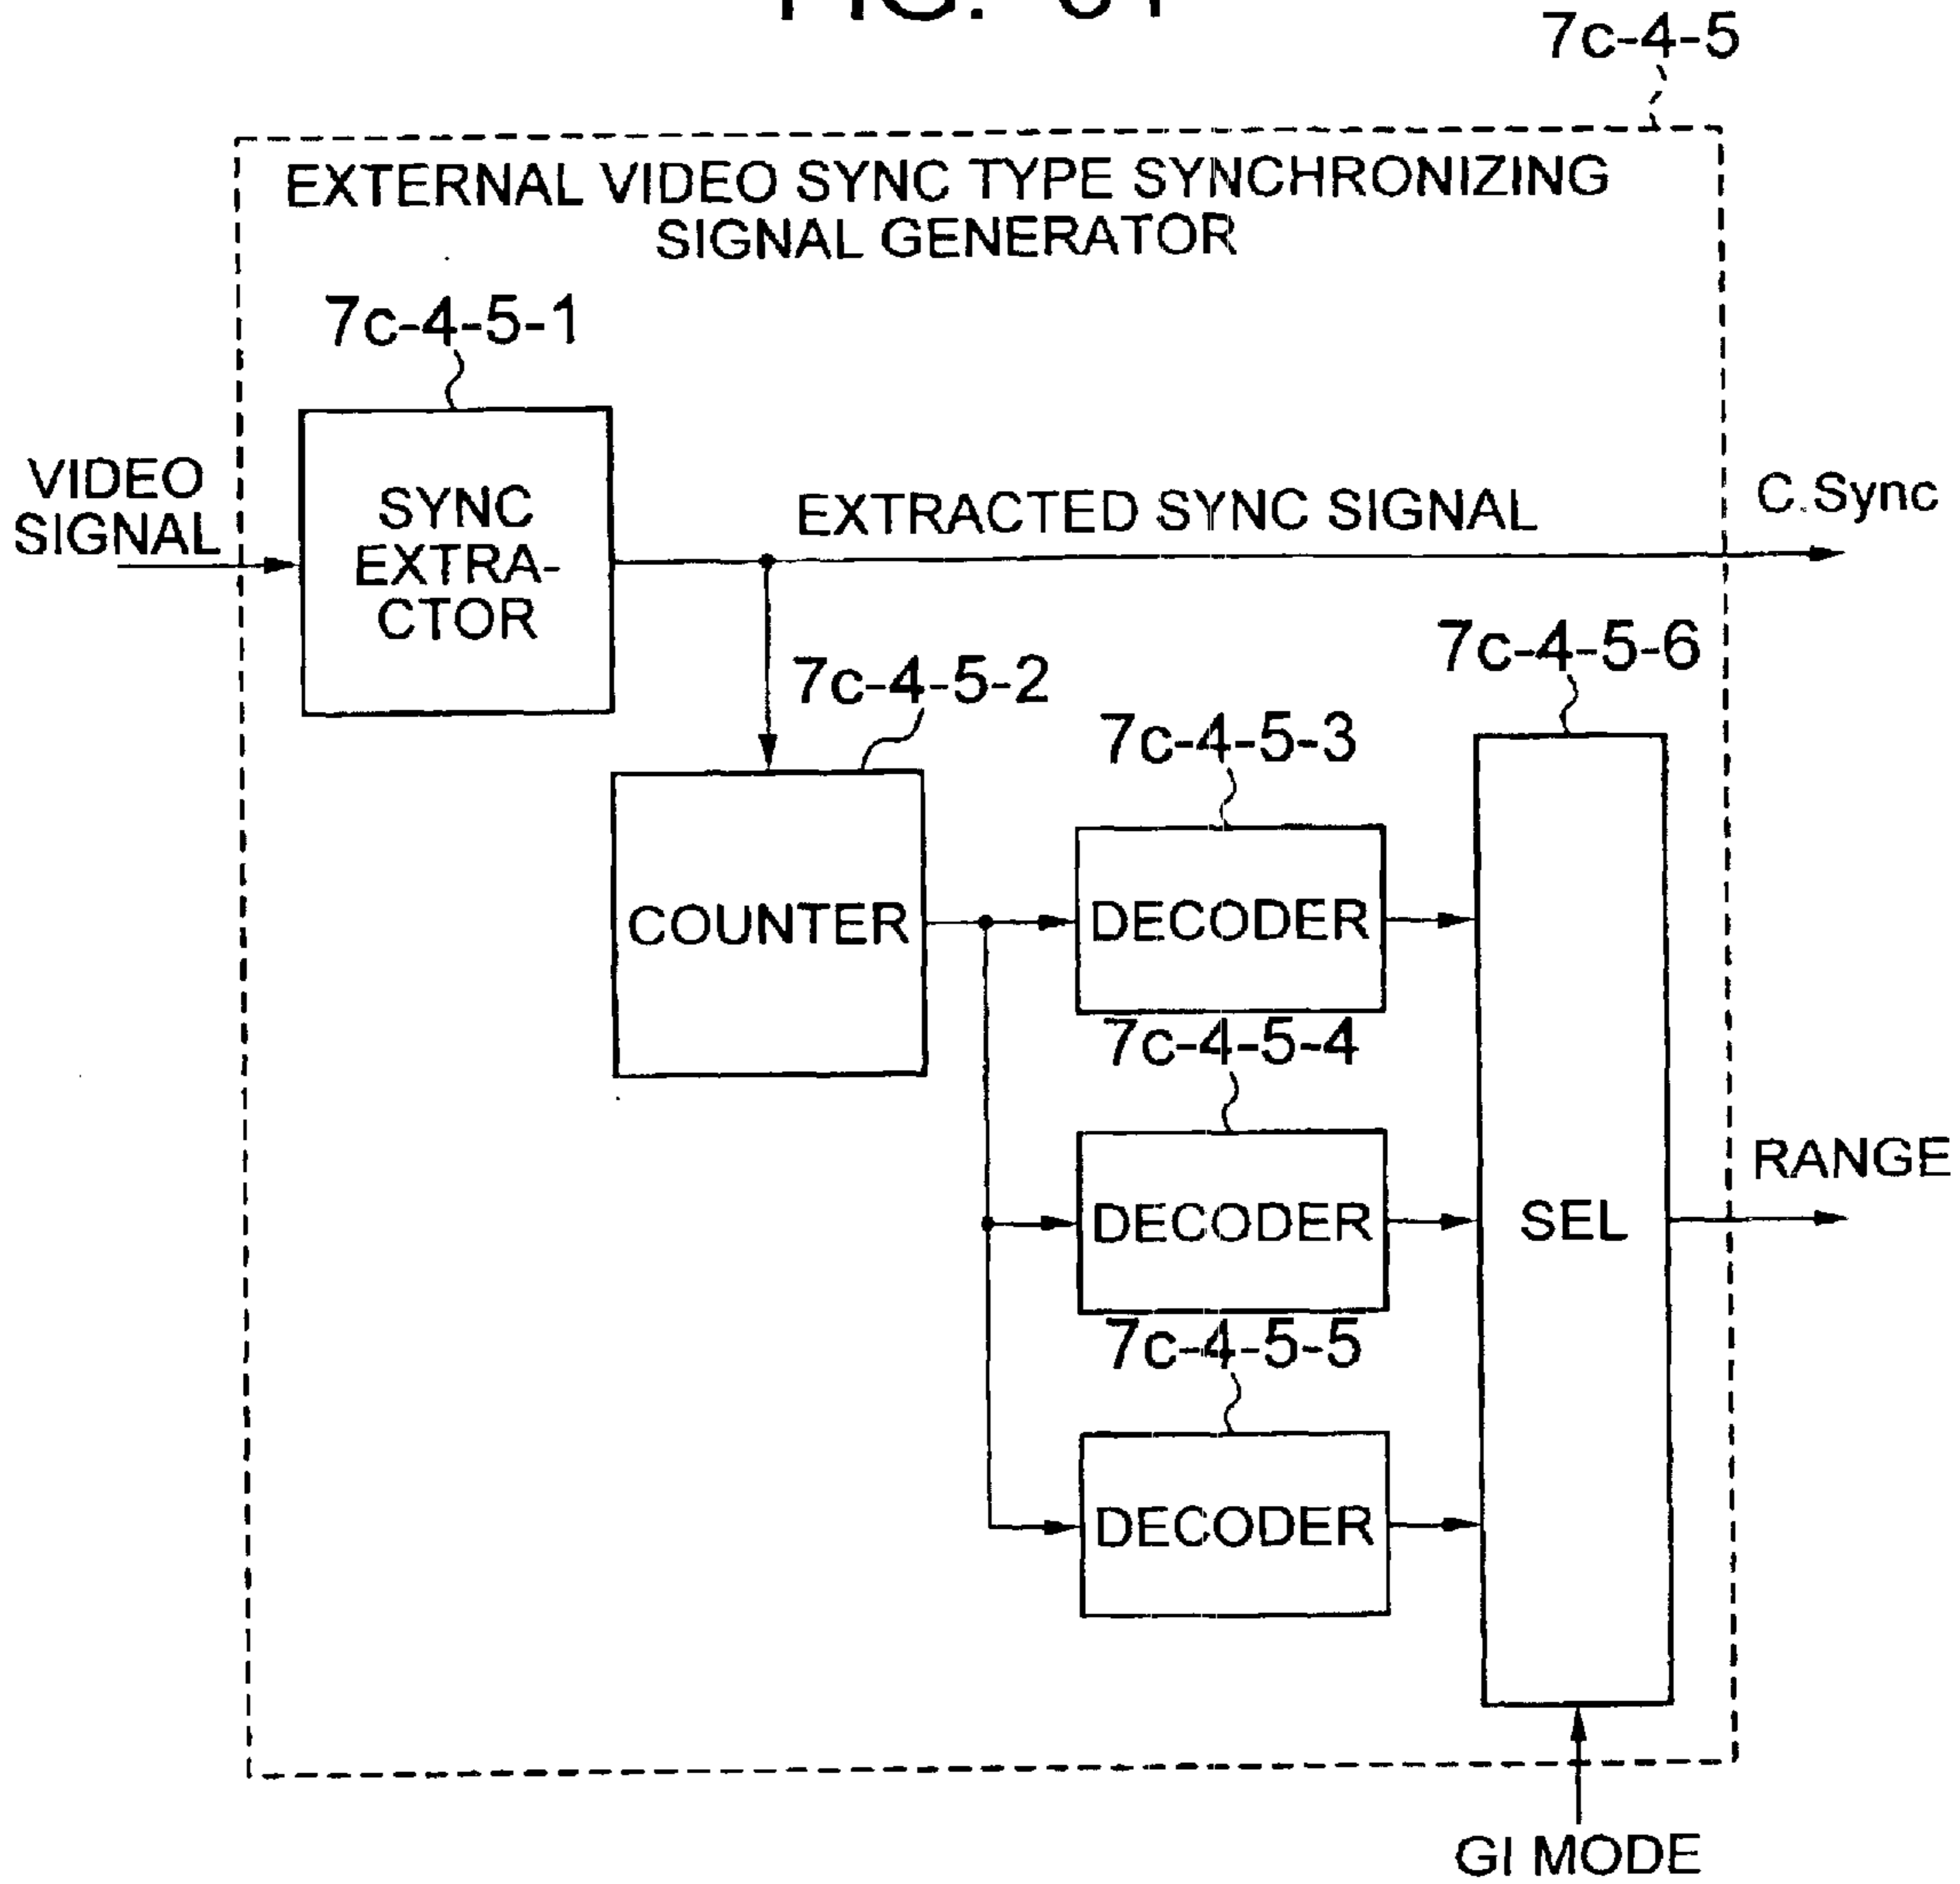 7c-4-5
EXTERNAL VIDEO SYNC TYPE SYNCHRONIZING
SIGNAL GENERATOR
7c-4-5-1
VIDEO
SIGNAL
SYNC
EXTRA-
CTOR
EXTRACTED SYNC SIGNAL
C.Sync
7c-4-5-2
7c-4-5-6
7c-4-5-3
COUNTER
DECODER
7c-4-5-4
DECODER
SEL
RANGE
7c-4-5-5
DECODER
GI MODE